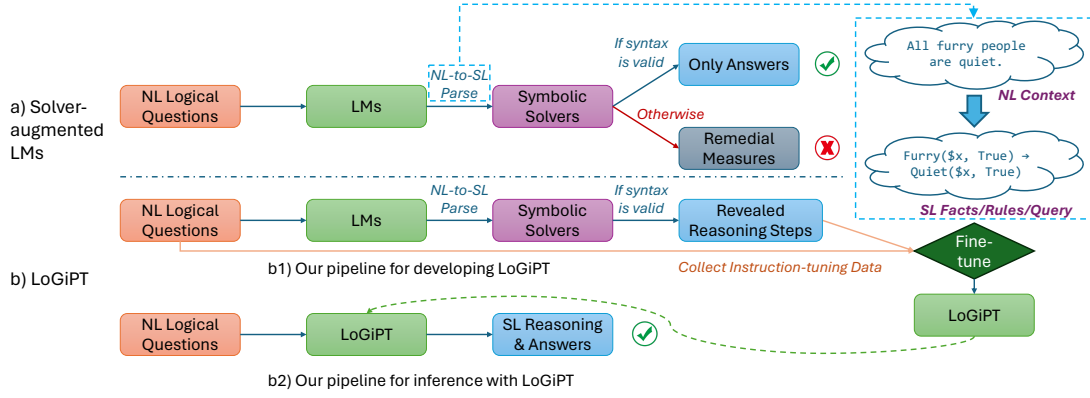 a) Solver-
augmented
LMs
NL Logical
Questions
LMs
NL-to-SL
Parse
Symbolic
Solvers
If syntax
is valid
Only Answers
Otherwise
Remedial
Measures
All furry people
are quiet.
NL Context
Furry($x, True) →
Quiet($x, True)
SL Facts/Rules/Query
b) LoGiPT
NL Logical
Questions
LMs
NL-to-SL
Parse
Symbolic
Solvers
If syntax
is valid
Revealed
Reasoning Steps
Fine-
tune
b1) Our pipeline for developing LoGiPT
Collect Instruction-tuning Data
LoGiPT
NL Logical
Questions
LoGiPT
SL Reasoning
& Answers
b2) Our pipeline for inference with LoGiPT